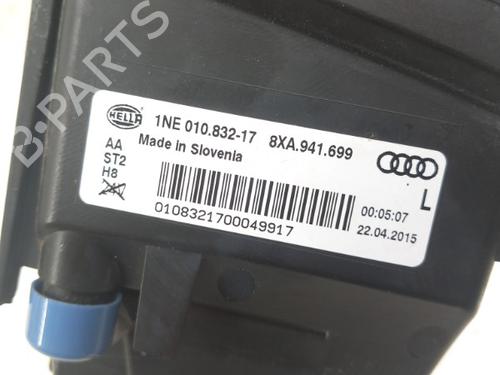 HELLA
1NE 010.832-17 8XA.941.699
Made in Slovenia
AA
ST2
H8
0108321700049917
L
00:05:07
22.04.2015
B-Parts